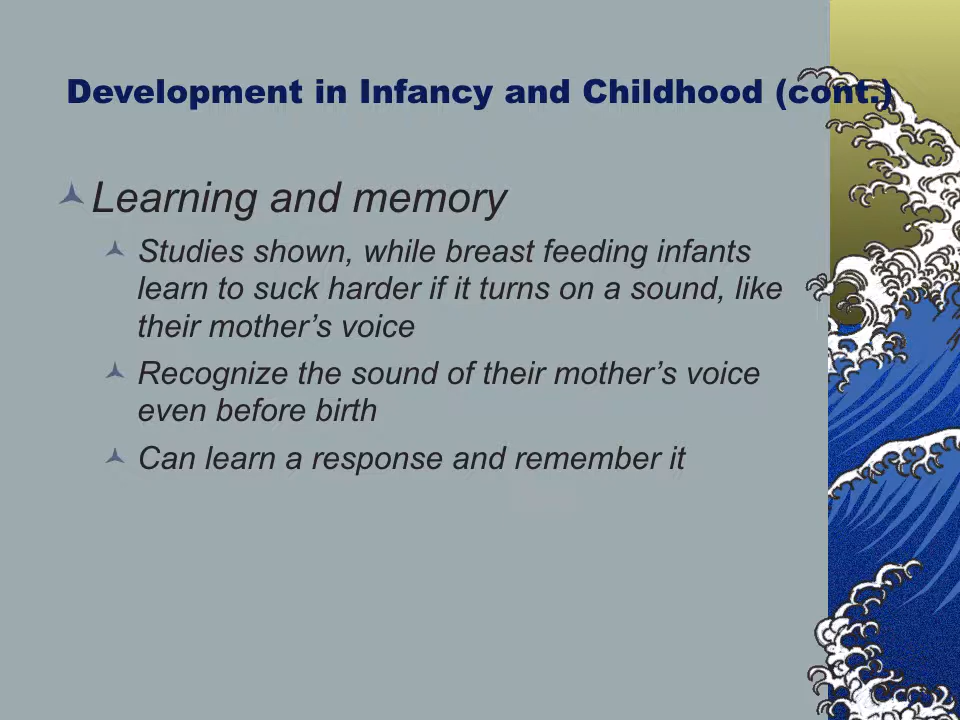 Development in Infancy and Childhood (cont.)
Learning and memory
Studies shown, while breast feeding infants
learn to suck harder if it turns on a sound, like
their mother’s voice
Recognize the sound of their mother’s voice
even before birth
Can learn a response and remember it